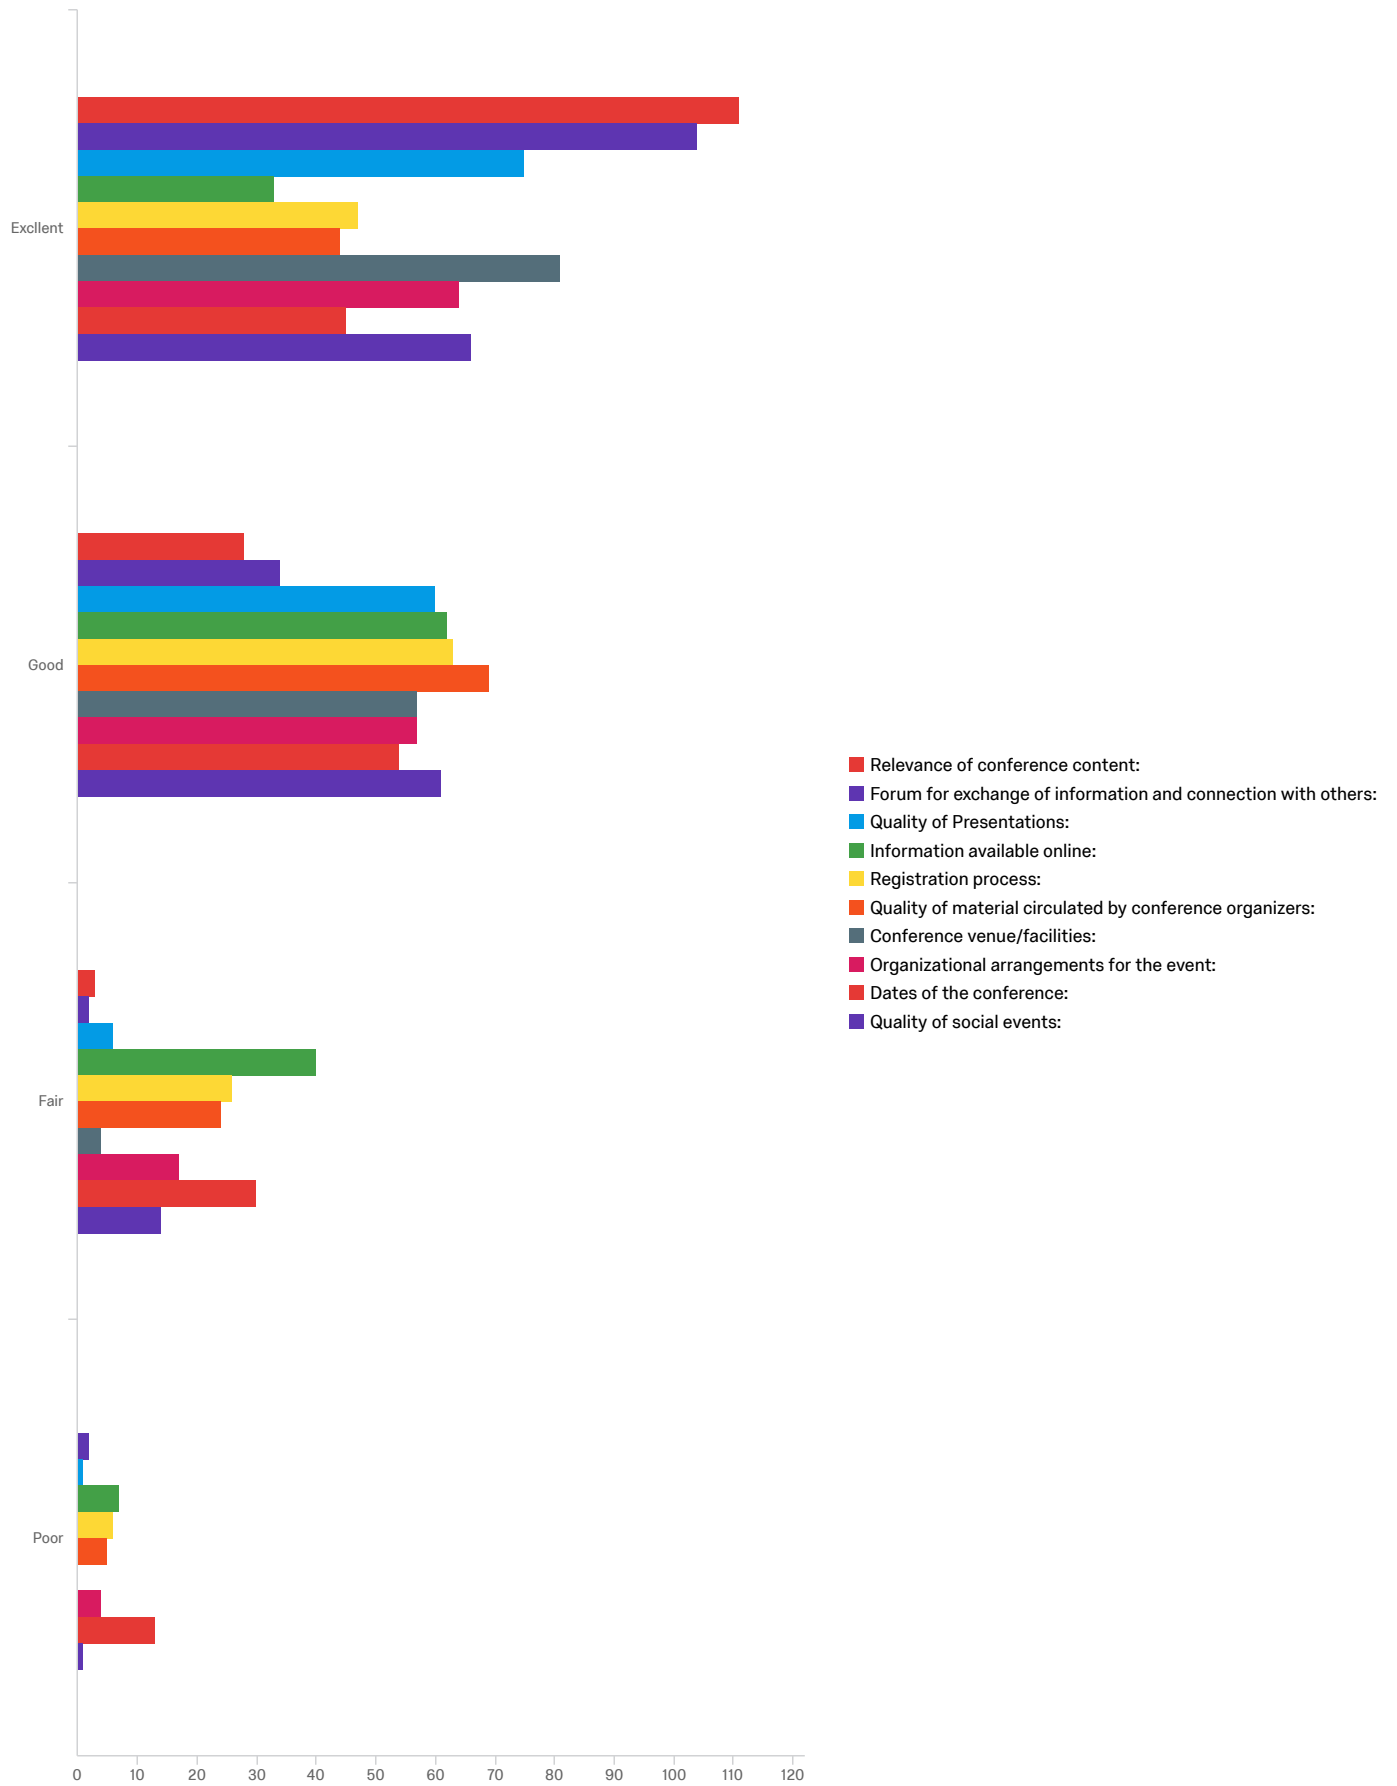 Excllent
Good
Fair
Poor
Relevance of conference content:
Forum for exchange of information and connection with others:
Quality of Presentations:
Information available online:
Registration process:
Quality of material circulated by conference organizers:
Conference venue/facilities:
Organizational arrangements for the event:
Dates of the conference:
Quality of social events:
0 10 20 30 40 50 60 70 80 90 100 110 120